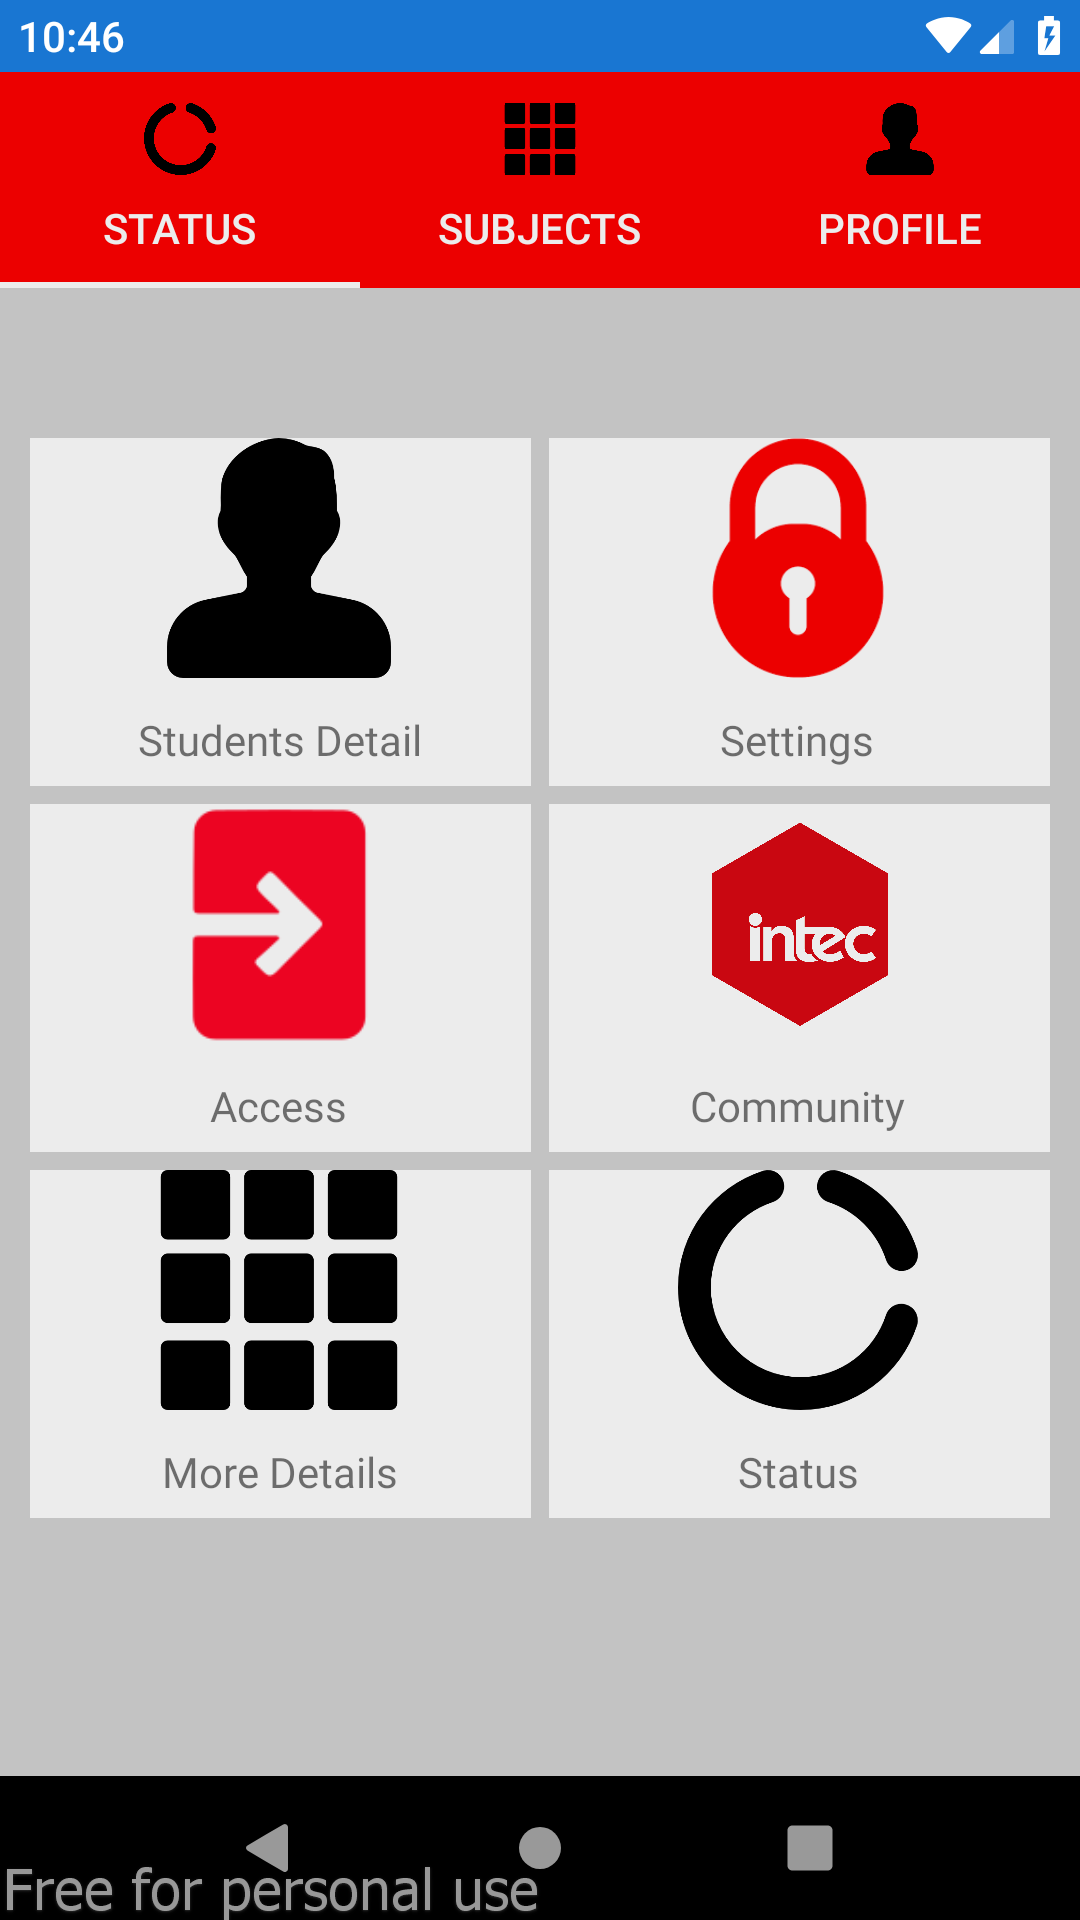 10:46
STATUS
SUBJECTS
PROFILE
Students Detail
Settings
Access
intec
Community
More Details
Status
Free for personal use